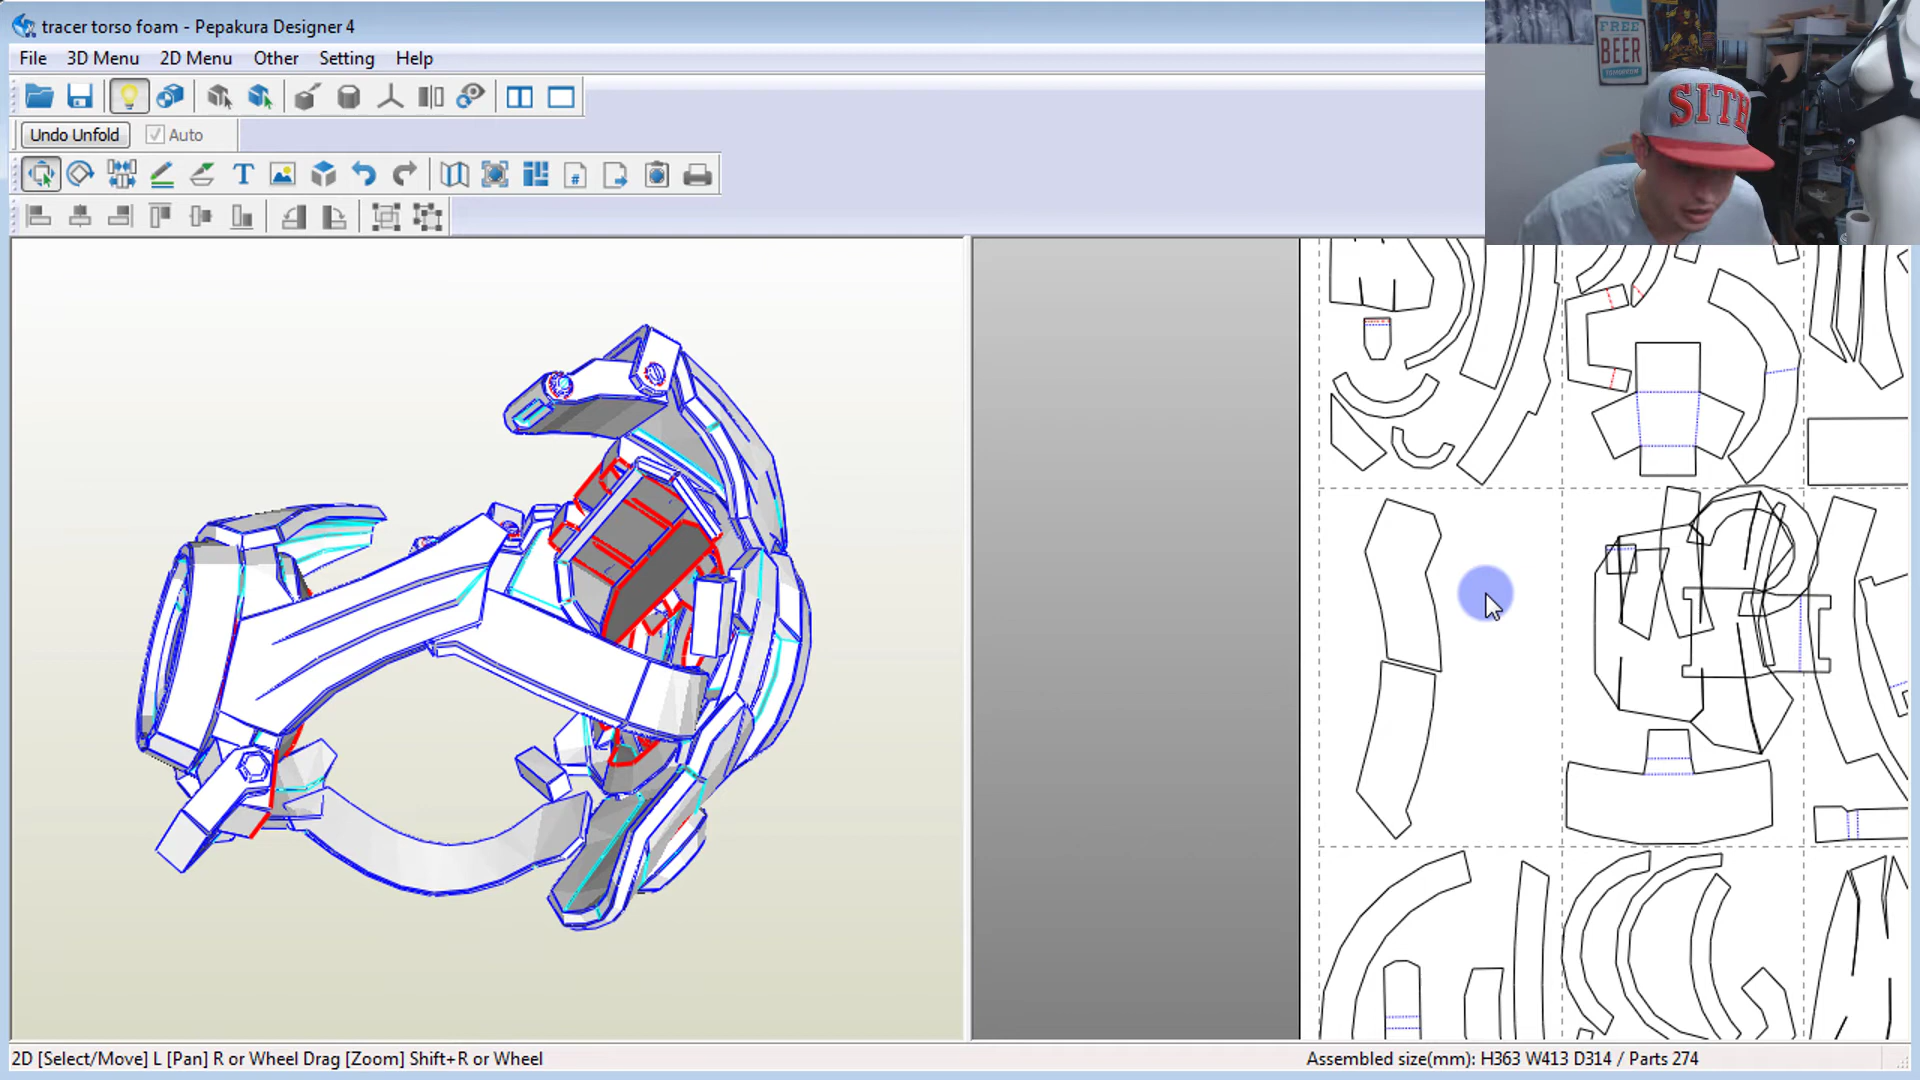 tracer torso foam - Pepakura Designer 4
File 3D Menu 2D Menu Other Setting Help
Undo Unfold Auto
T
#
FREE
BEER
TOMORROW
SITH
2D [Select/Move] L [Pan] R or Wheel Drag [Zoom] Shift+R or Wheel
Assembled size(mm): H363 W413 D314 / Parts 274